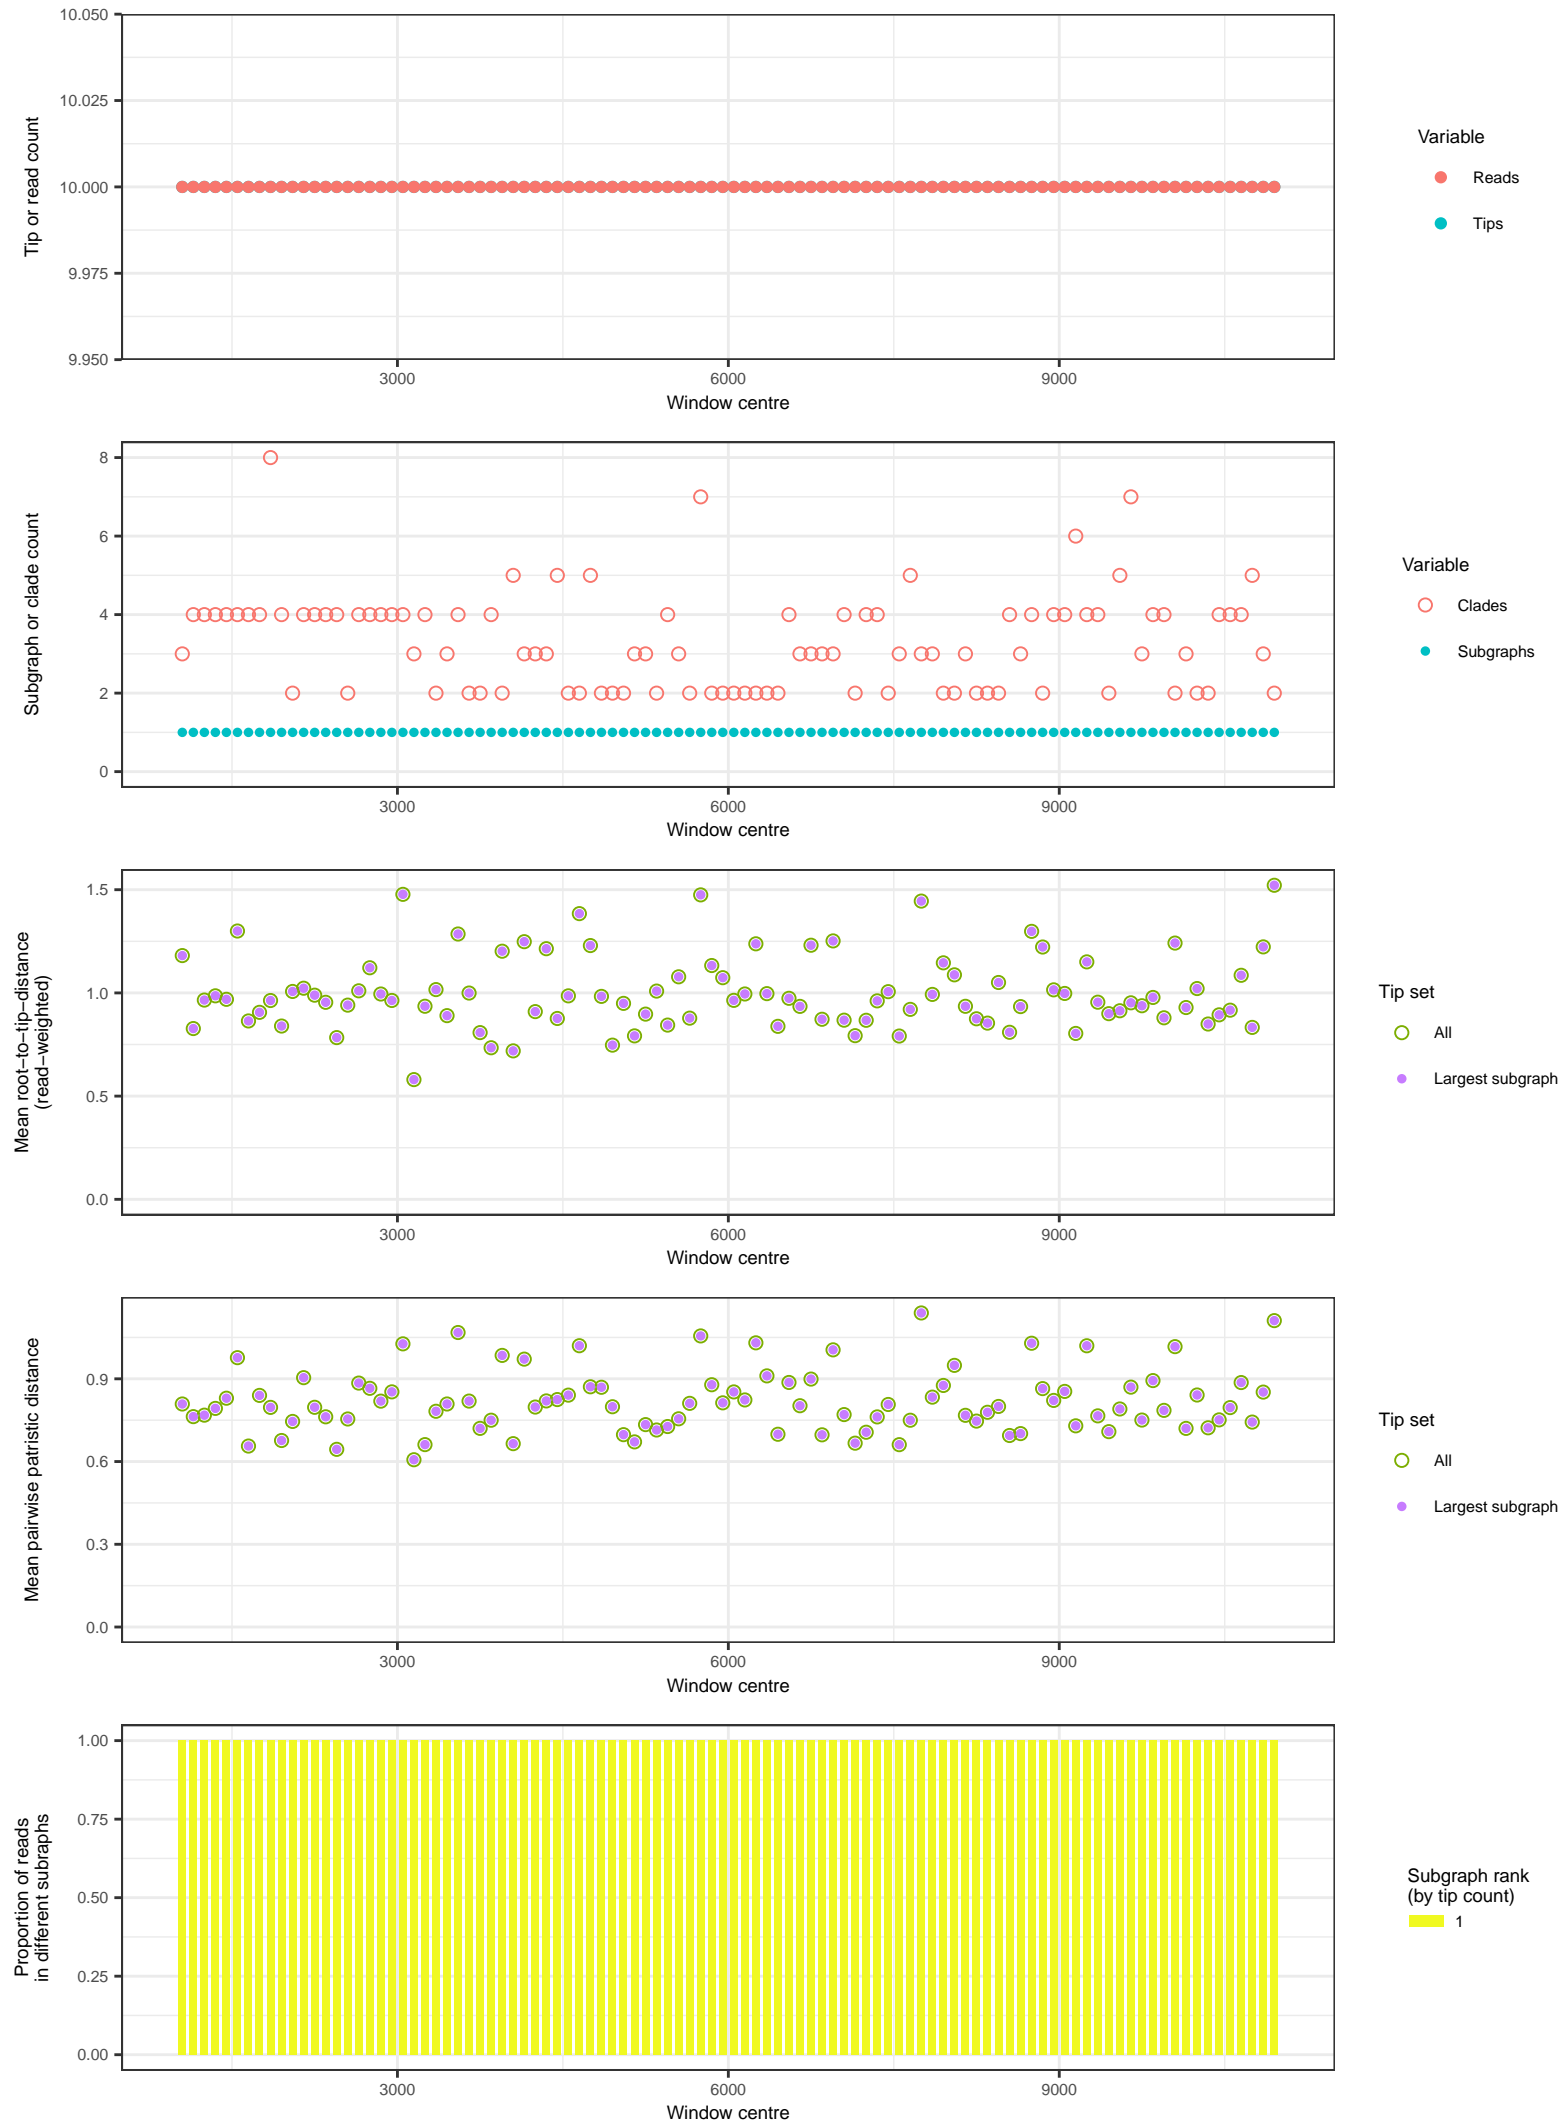 10.050
10.025
10.000
9.975
9.950
Tip or read count
3000 6000 9000
Window centre
Variable
Reads
Tips
8
6
4
2
0
Subgraph or clade count
3000 6000 9000
Window centre
Variable
Clades
Subgraphs
1.5
1.0
0.5
0.0
Mean root−to−tip−distance
(read−weighted)
3000 6000 9000
Window centre
Tip set
All
Largest subgraph
0.9
0.6
0.3
0.0
Mean pairwise patristic distance
3000 6000 9000
Window centre
Tip set
All
Largest subgraph
1.00
0.75
0.50
0.25
0.00
Proportion of reads
in different subraphs
3000 6000 9000
Window centre
Subgraph rank
(by tip count)
1